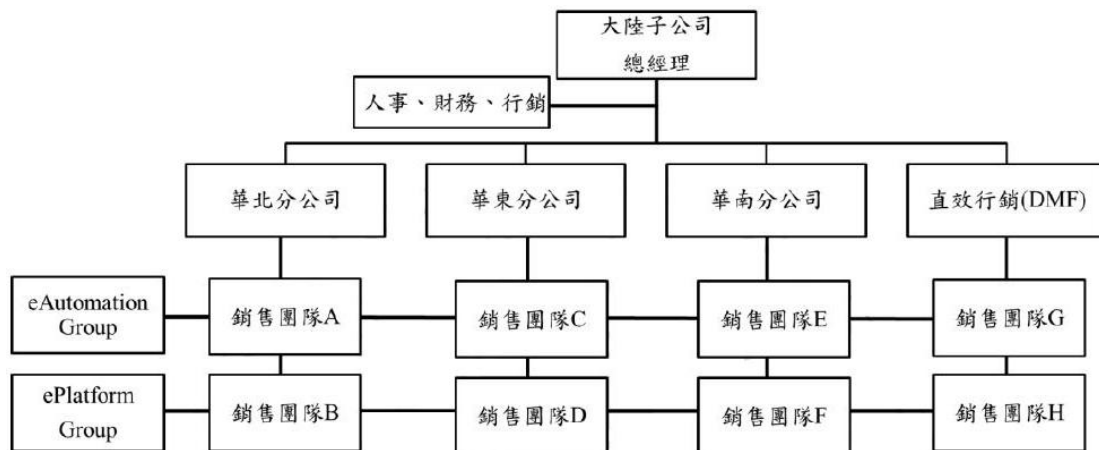 大陸子公司
總經理
人事、財務、行銷
華北分公司
華東分公司
華南分公司
直效行銷(DMF)
eAutomation
Group
銷售團隊A
銷售團隊C
銷售團隊E
銷售團隊G
ePlatform
Group
銷售團隊B
銷售團隊D
銷售團隊F
銷售團隊H